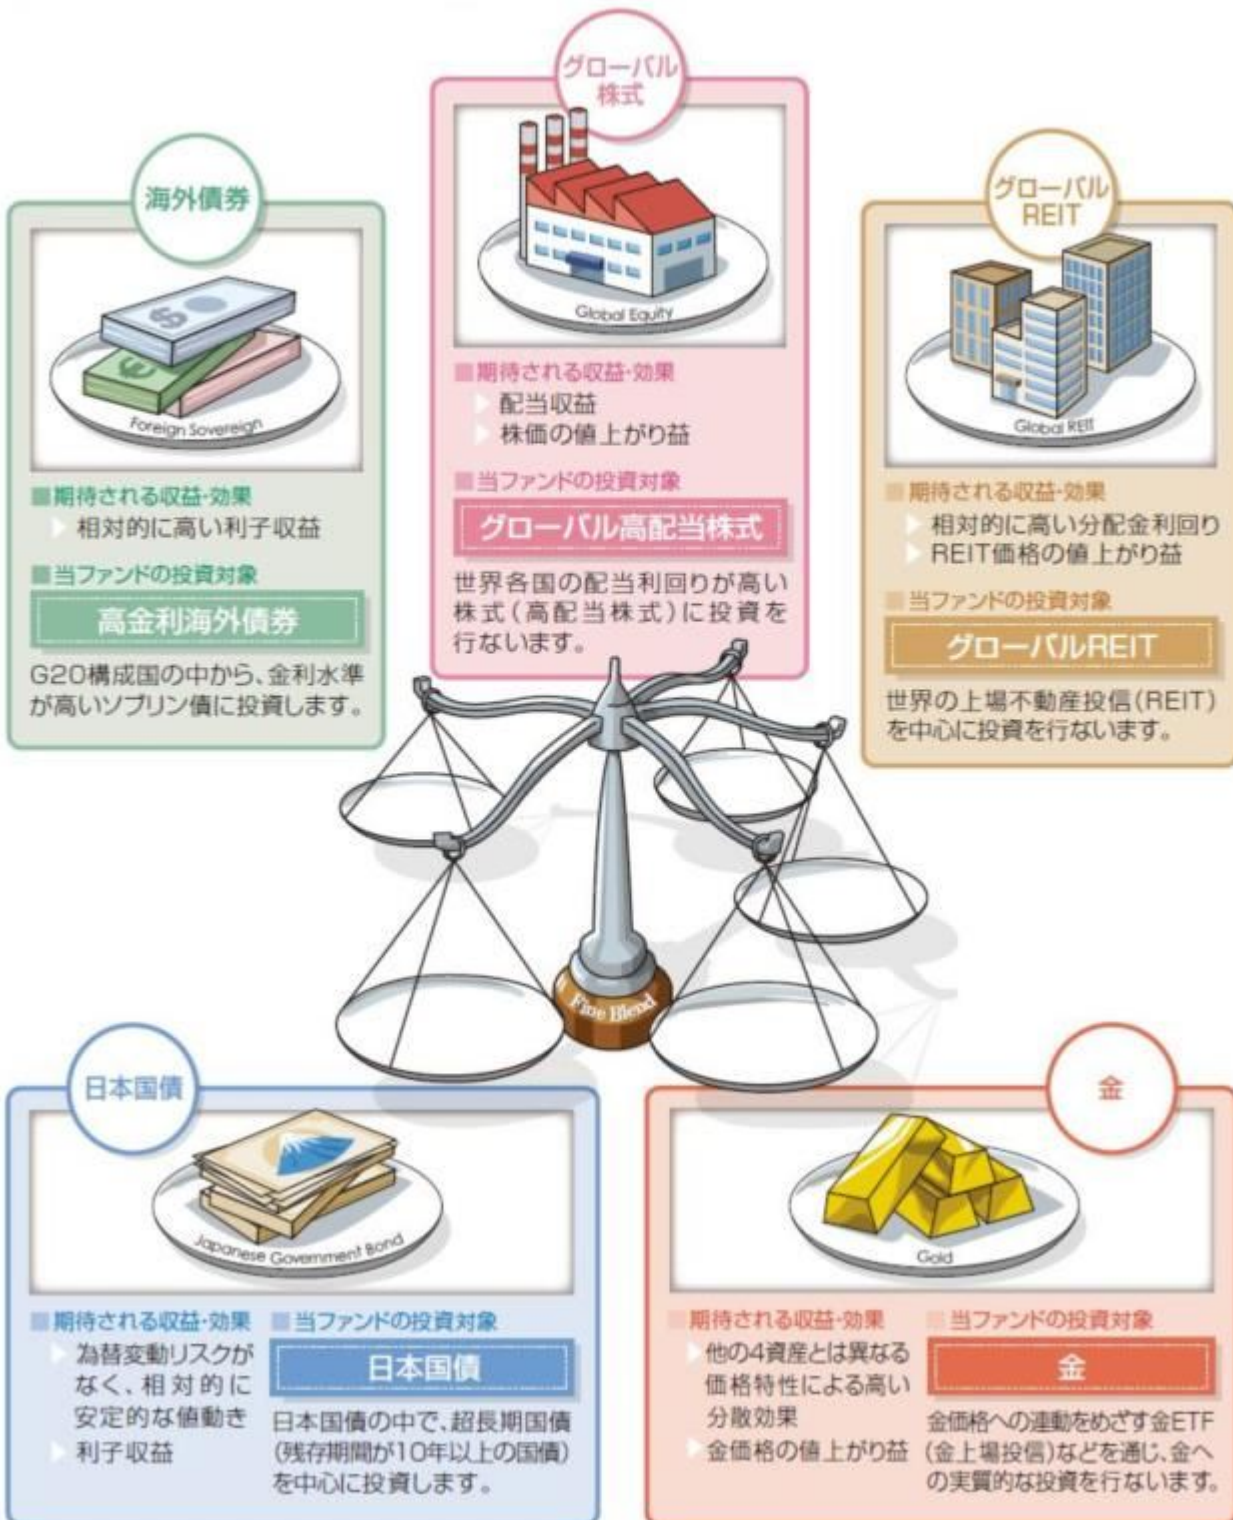 グローバル
株式
Global Equity
■期待される収益・効果
配当収益
株価の値上がり益
■当ファンドの投資対象
グローバル高配当株式
世界各国の配当利回りが高い
株式(高配当株式)に投資を
行ないます。
海外債券
$
€
Foreign Sovereign
■期待される収益・効果
相対的に高い利子収益
■当ファンドの投資対象
高金利海外債券
G20構成国の中から、金利水準
が高いソブリン債に投資します。
グローバル
REIT
Global REIT
■期待される収益・効果
相対的に高い分配金利回り
REIT価格の値上がり益
■当ファンドの投資対象
グローバルREIT
世界の上場不動産投信(REIT)
を中心に投資を行ないます。
Fine Blend
日本国債
Japanese Government Bond
■期待される収益・効果
為替変動リスクが
なく、相対的に
安定的な値動き
利子収益
■当ファンドの投資対象
日本国債
日本国債の中で、超長期国債
(残存期間が10年以上の国債)
を中心に投資します。
金
Gold
■期待される収益・効果
他の4資産とは異なる
価格特性による高い
分散効果
金価格の値上がり益
■当ファンドの投資対象
金
金価格への連動をめざす金ETF
(金上場投信)などを通じ、金へ
の実質的な投資を行ないます。